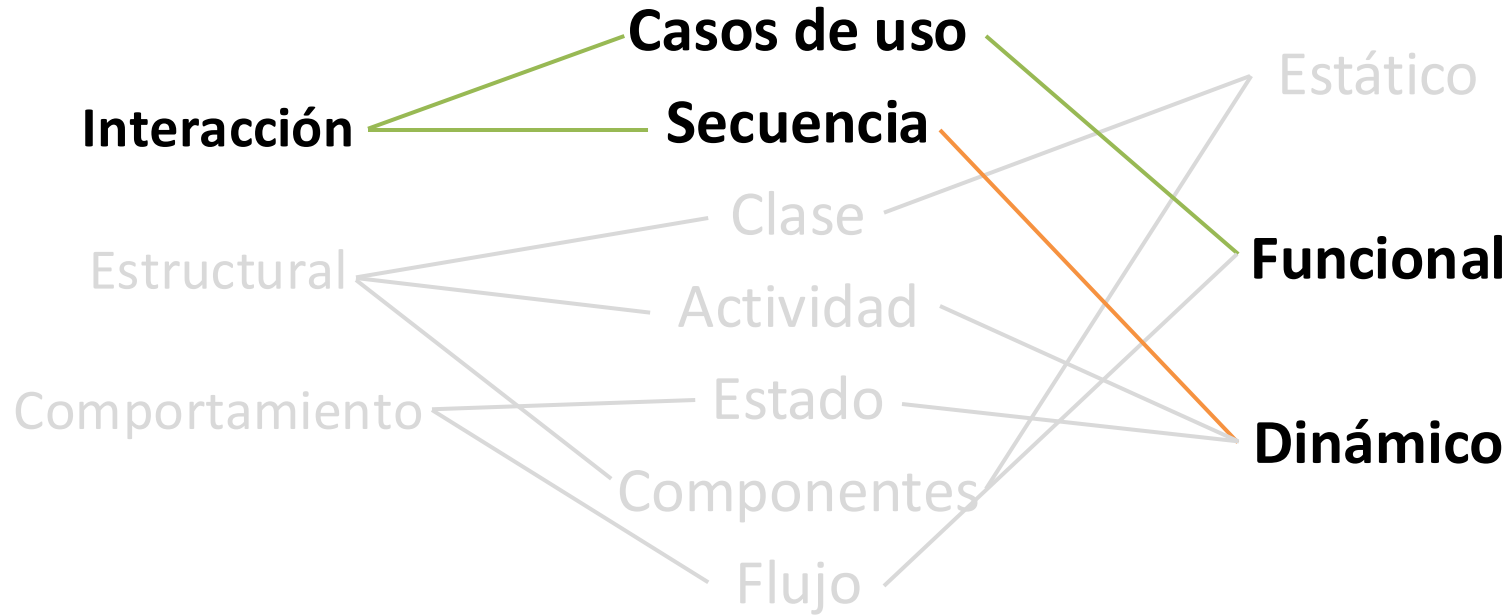 Casos de uso
Estático
Interacción
Secuencia
Clase
Estructural
Funcional
Actividad
Comportamiento
Estado
Dinámico
Componentes
Flujo